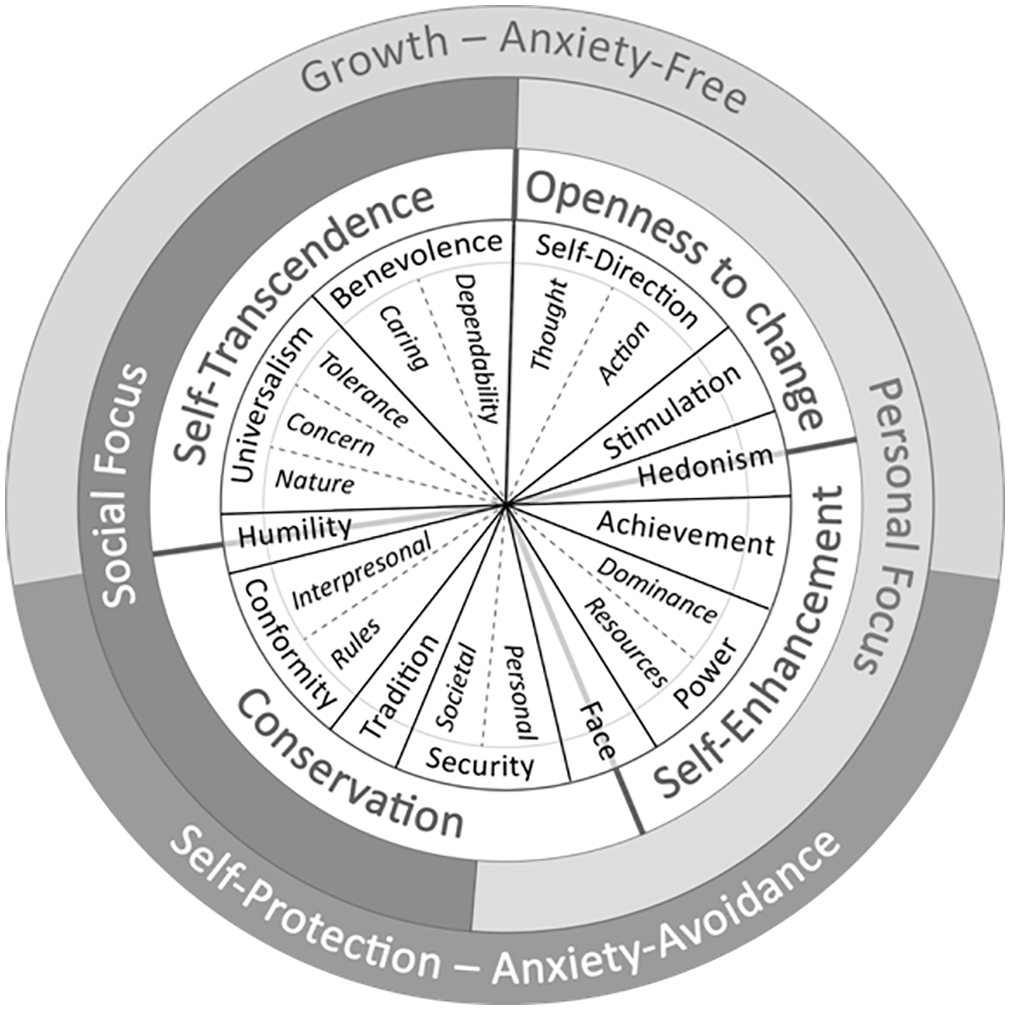 Growth – Anxiety-Free
Social Focus
Personal Focus
Self-Protection – Anxiety-Avoidance
Self-Transcendence
Openness to change
Self-Enhancement
Conservation
Benevolence
Caring
Dependability
Self-Direction
Thought
Action
Stimulation
Hedonism
Achievement
Dominance
Resources
Power
Face
Personal
Societal
Security
Tradition
Rules
Interpresonal
Conformity
Humility
Nature
Concern
Tolerance
Universalism